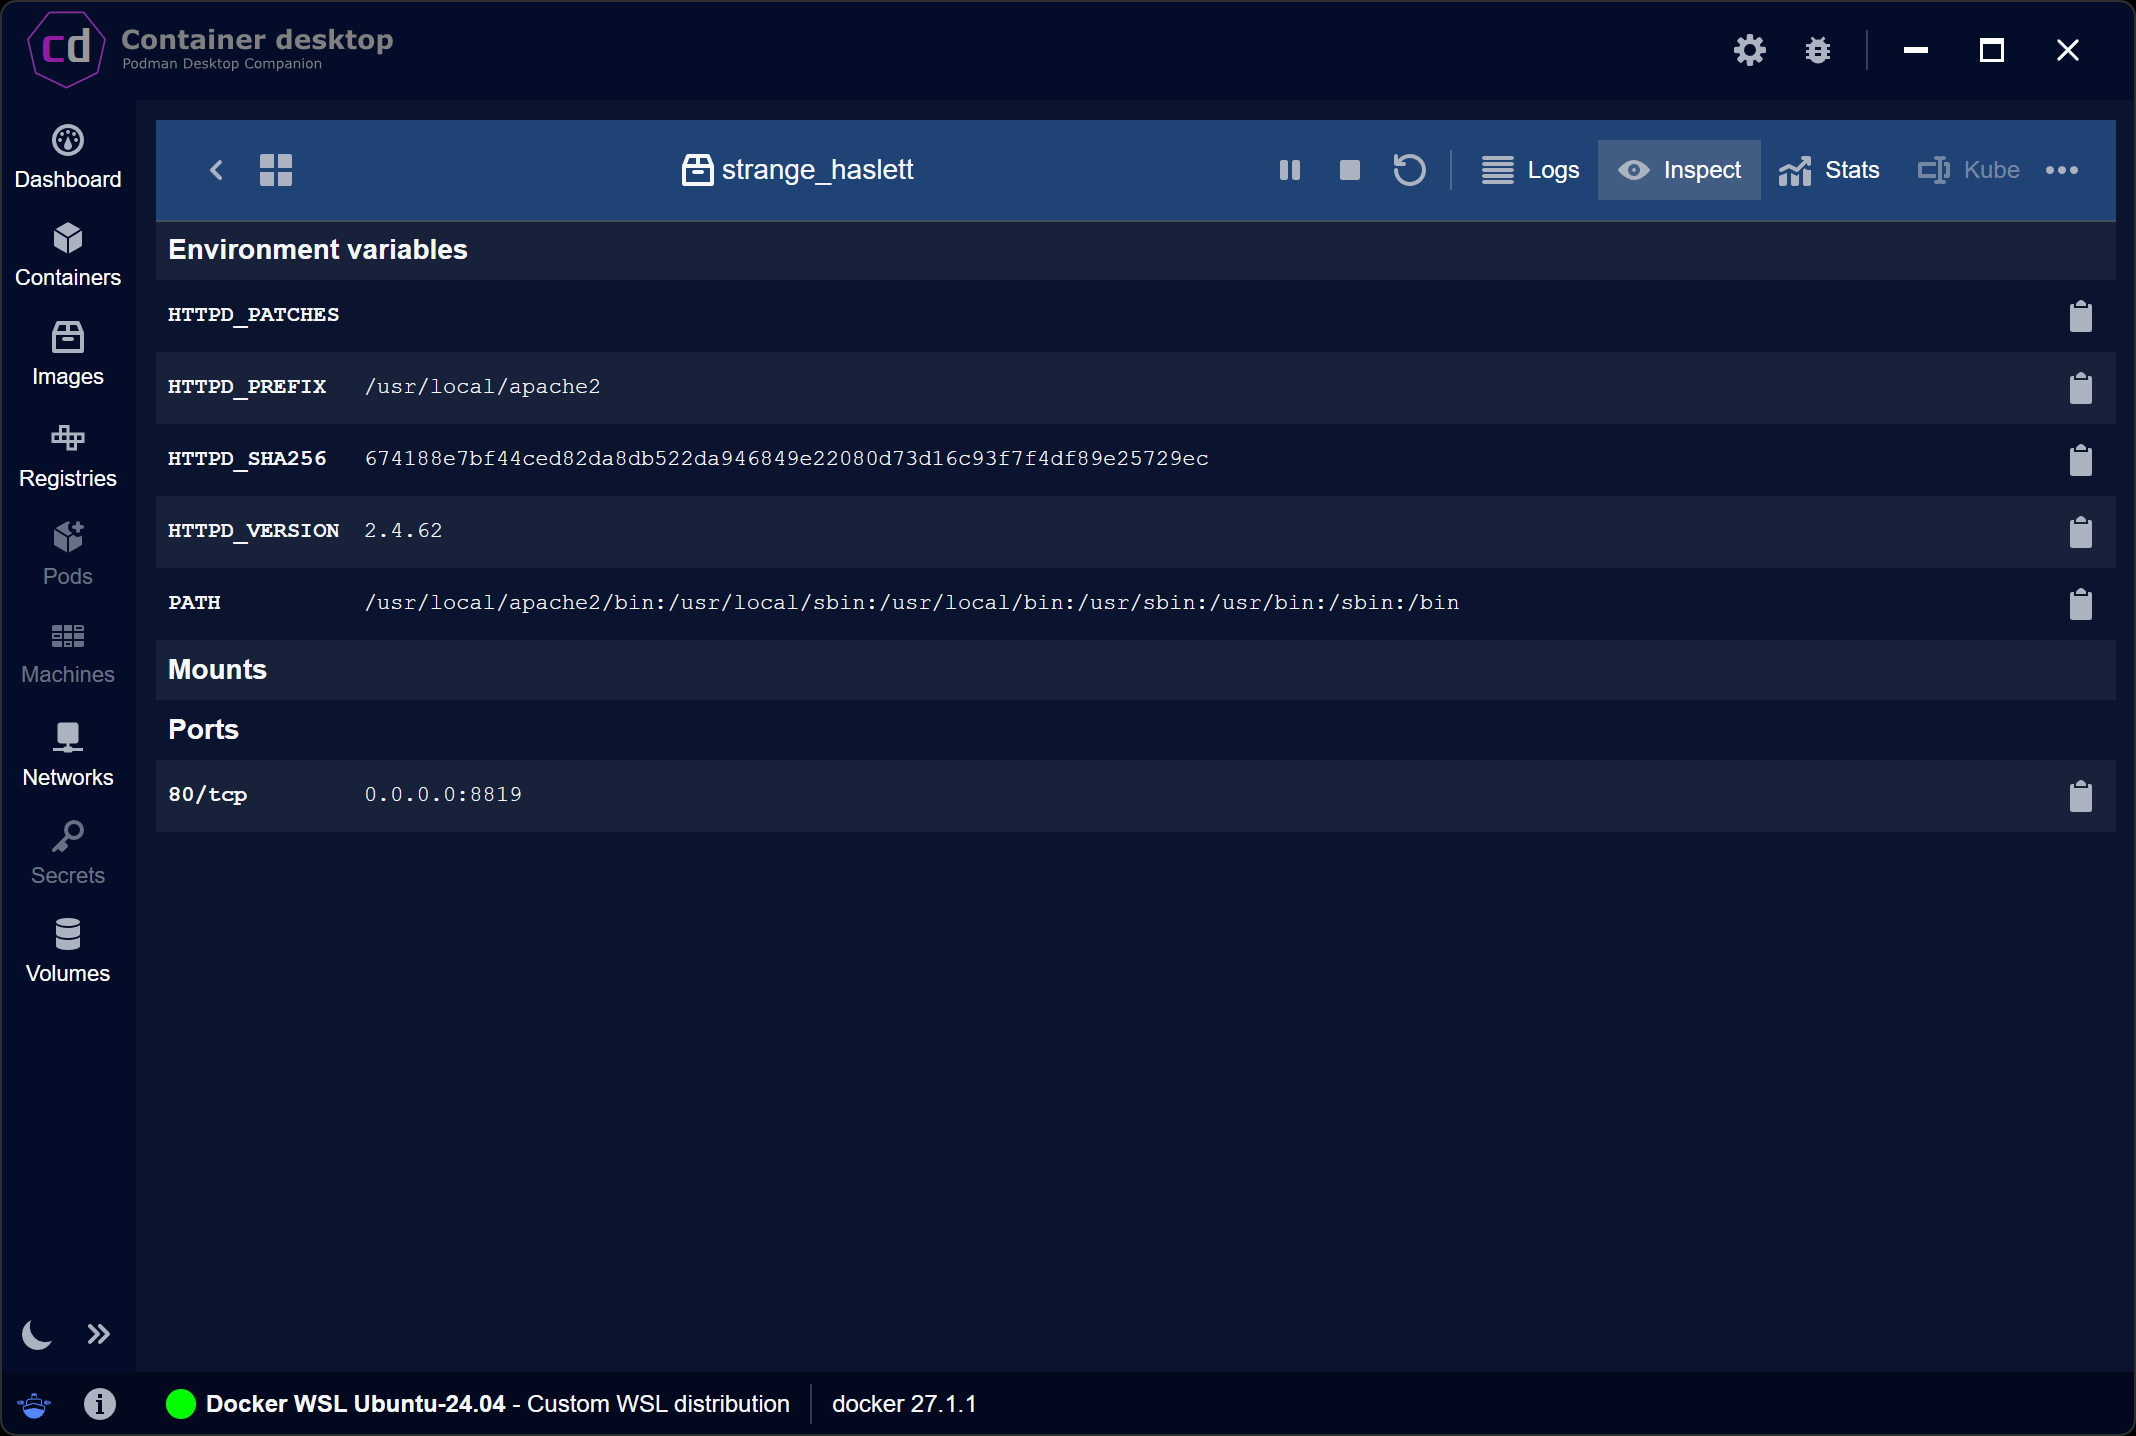 cd
Container desktop
Podman Desktop Companion
Dashboard
Containers
Images
Registries
Pods
Machines
Networks
Secrets
Volumes
strange_haslett
Logs
Inspect
Stats
Kube
Environment variables
HTTPD_PATCHES
HTTPD_PREFIX /usr/local/apache2
HTTPD_SHA256 674188e7bf44ced82da8db522da946849e22080d73d16c93f7f4df89e25729ec
HTTPD_VERSION 2.4.62
PATH /usr/local/apache2/bin:/usr/local/sbin:/usr/local/bin:/usr/sbin:/usr/bin:/sbin:/bin
Mounts
Ports
80/tcp 0.0.0.0:8819
Docker WSL Ubuntu-24.04 - Custom WSL distribution
docker 27.1.1